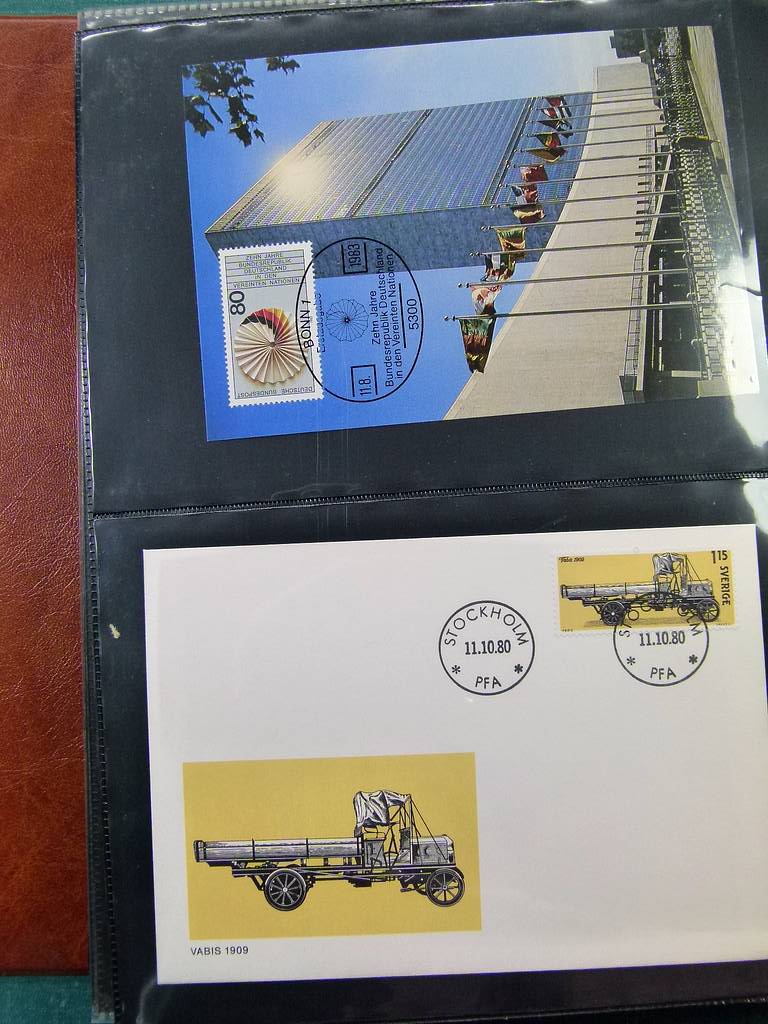 ZEHN JAHRE
BUNDESREPUBLIK
DEUTSCHLAND
IN DEN
VEREINTEN NATIONEN
80
DEUTSCHE BUNDESPOST
BONN 1
Erstausgabe
1983
11.8.
Zehn Jahre
Bundesrepublik Deutschland
in den Vereinten Nationen
5300
Vabis 1909
1 15
SVERIGE
STOCKHOLM
11.10.80
* PFA *
STOCKHOLM
11.10.80
* PFA *
VABIS 1909